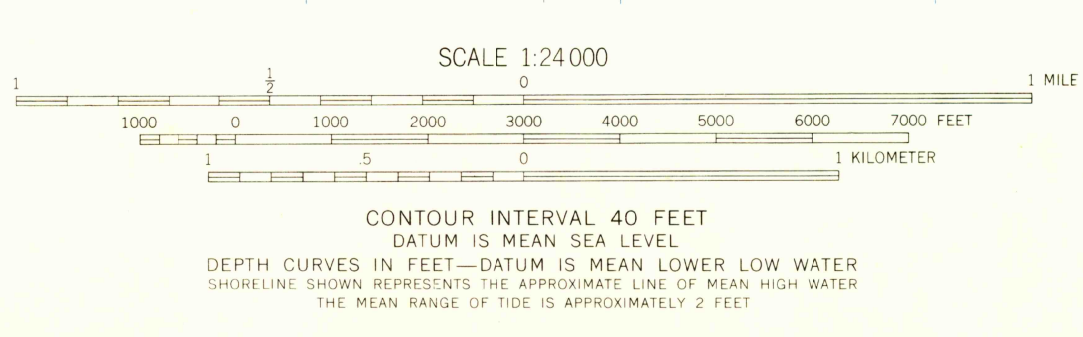 SCALE 1:24 000
1 1/2 0 1 MILE
1000 0 1000 2000 3000 4000 5000 6000 7000 FEET
1 .5 0 1 KILOMETER
CONTOUR INTERVAL 40 FEET
DATUM IS MEAN SEA LEVEL
DEPTH CURVES IN FEET—DATUM IS MEAN LOWER LOW WATER
SHORELINE SHOWN REPRESENTS THE APPROXIMATE LINE OF MEAN HIGH WATER
THE MEAN RANGE OF TIDE IS APPROXIMATELY 2 FEET